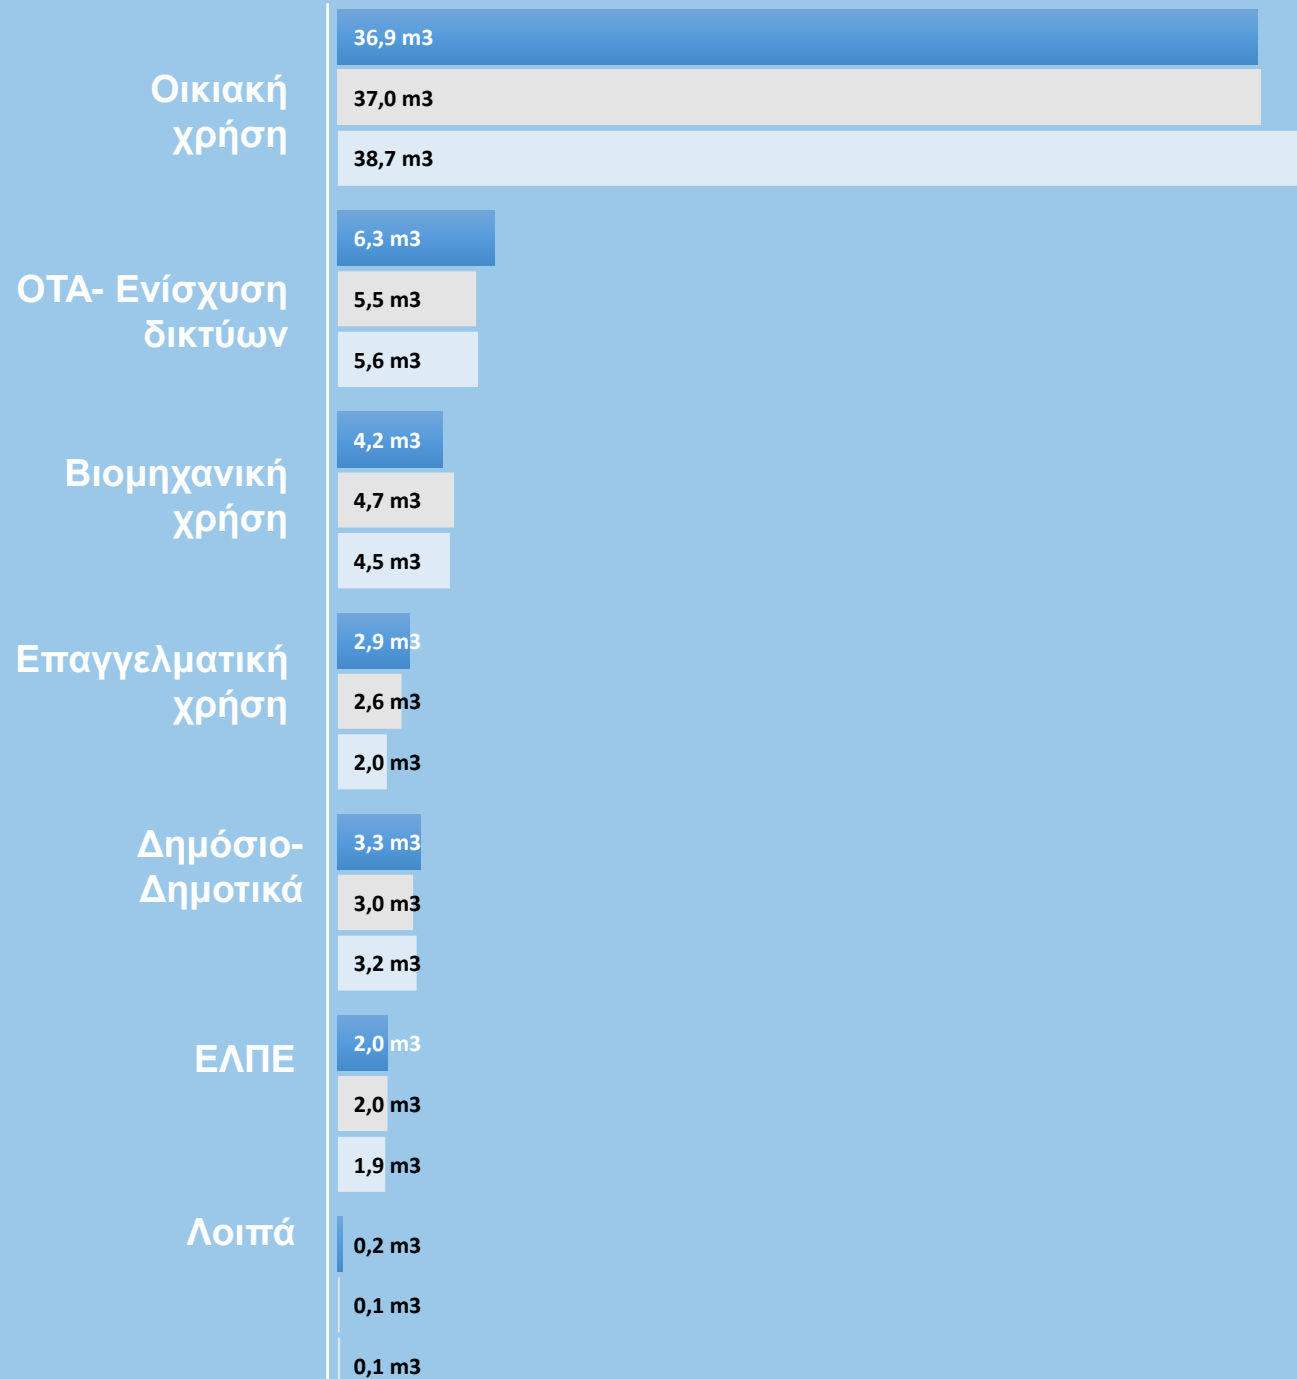 Οικιακή
χρήση
36,9 m3
37,0 m3
38,7 m3
ΟΤΑ- Ενίσχυση
δικτύων
6,3 m3
5,5 m3
5,6 m3
Βιομηχανική
χρήση
4,2 m3
4,7 m3
4,5 m3
Επαγγελματική
χρήση
2,9 m3
2,6 m3
2,0 m3
Δημόσιο-
Δημοτικά
3,3 m3
3,0 m3
3,2 m3
ΕΛΠΕ
2,0 m3
2,0 m3
1,9 m3
Λοιπά
0,2 m3
0,1 m3
0,1 m3